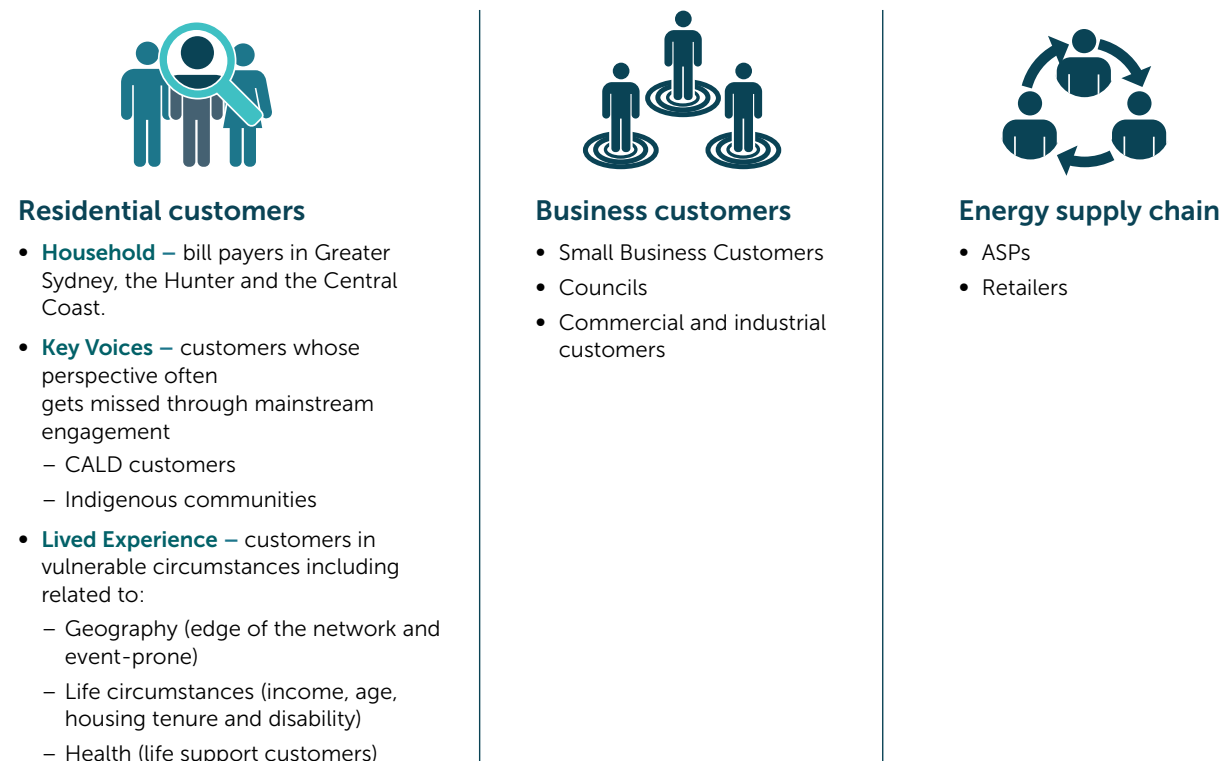 Residential customers
• Household – bill payers in Greater
Sydney, the Hunter and the Central
Coast.
• Key Voices – customers whose
perspective often
gets missed through mainstream
engagement
– CALD customers
– Indigenous communities
• Lived Experience – customers in
vulnerable circumstances including
related to:
– Geography (edge of the network and
event-prone)
– Life circumstances (income, age,
housing tenure and disability)
– Health (life support customers)
Business customers
• Small Business Customers
• Councils
• Commercial and industrial
customers
Energy supply chain
• ASPs
• Retailers